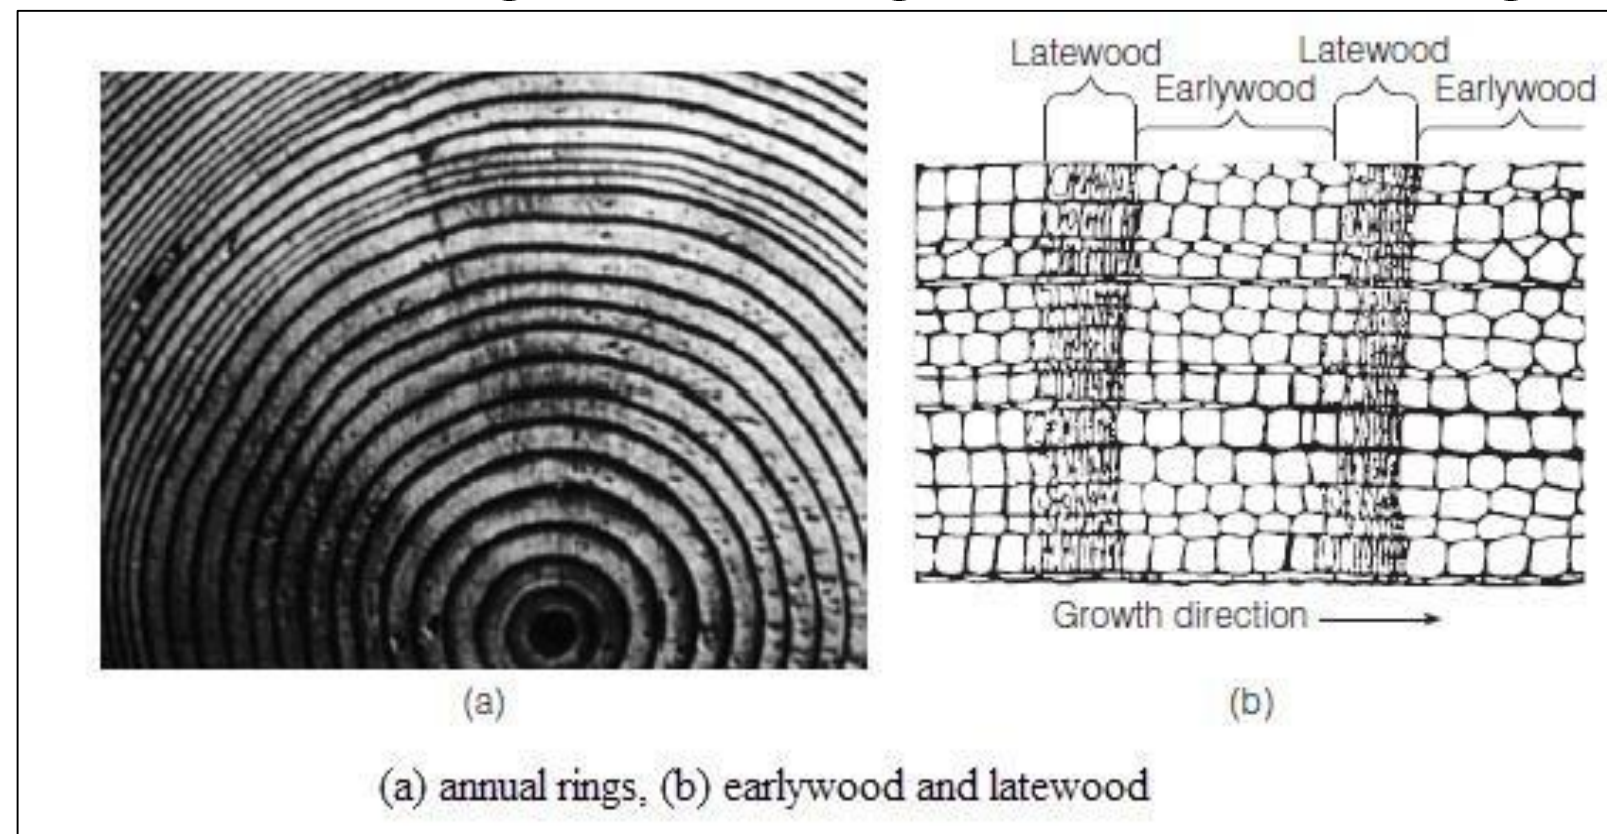 Latewood Latewood
Earlywood Earlywood
Growth direction
(a) (b)
(a) annual rings, (b) earlywood and latewood